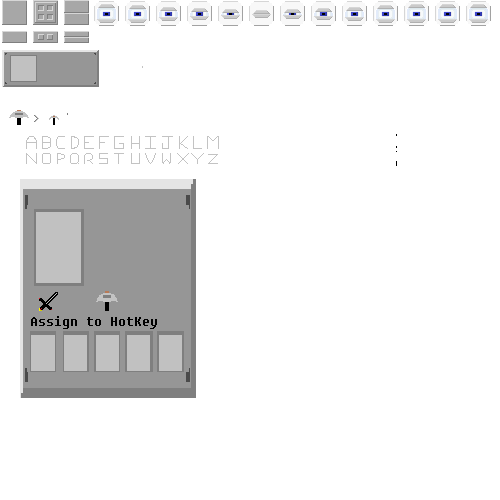 ABCDEFGHIJKLM
NOPQRSTUVWXYZ
Assign to HotKey